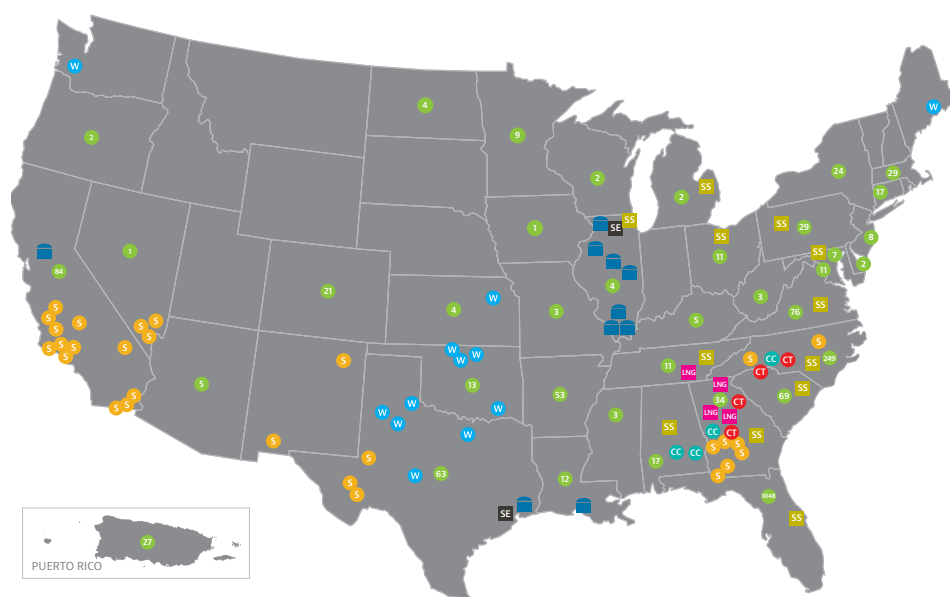 W
W
4
2
9
24
29
2
SS
2
17
SS
SS
SE
1
29
8
SS
1
SS
7
11
2
84
11
21
4
3
W
S
4
3
76
SS
S
S
S
S
S
5
S
S
S
S
S
S
S
S
W
W
W
S
S
CC
CT
SS
249
11
SS
LNG
CT
SS
5
13
LNG
69
S
S
S
W
W
W
53
3
34
CT
LNG
LNG
W
SS
CC
CT
SS
S
S
S
S
S
W
63
12
17
CC
CC
S
S
S
S
1048
SE
SS
27
PUERTO RICO